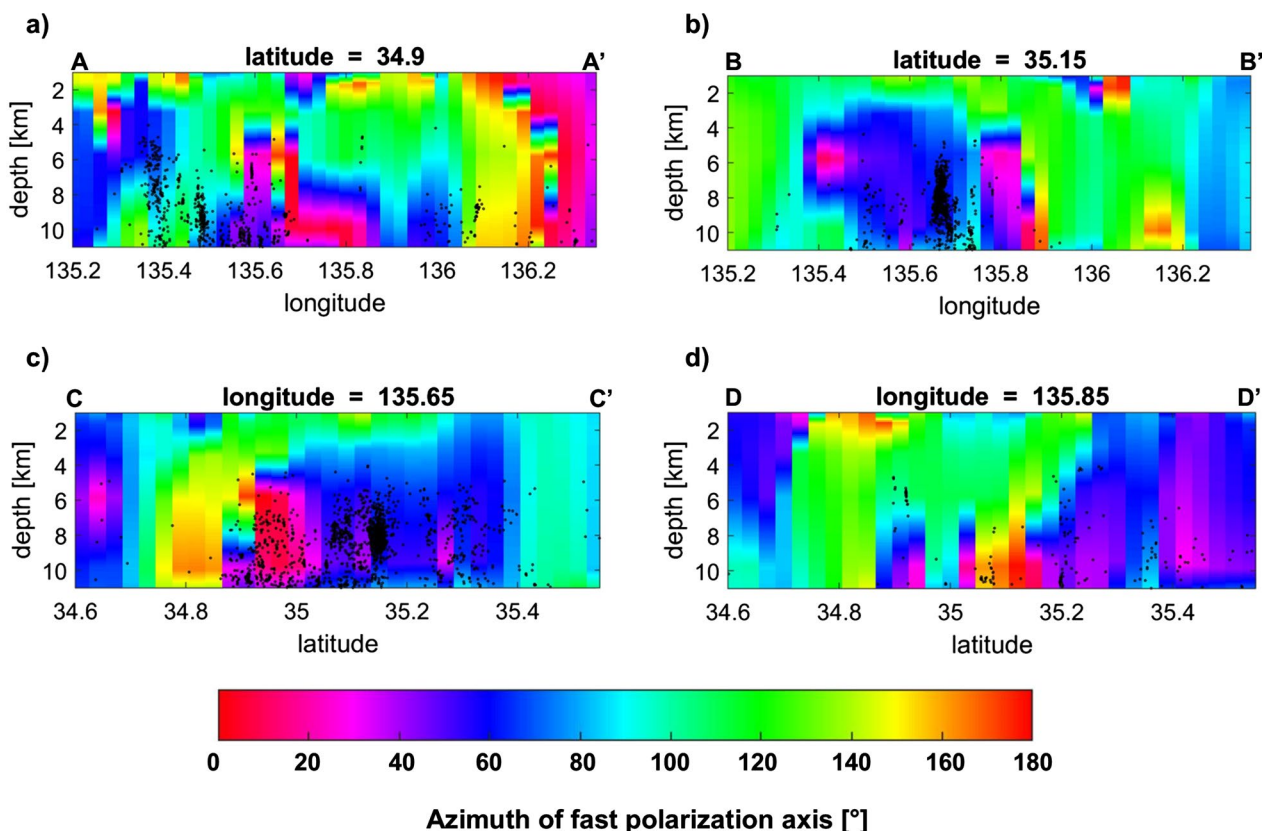 a)
A latitude = 34.9 A'
2
4
6
8
10
depth [km]
135.2 135.4 135.6 135.8 136 136.2
longitude
b)
B latitude = 35.15 B'
2
4
6
8
10
depth [km]
135.2 135.4 135.6 135.8 136 136.2
longitude
c)
C longitude = 135.65 C'
2
4
6
8
10
depth [km]
34.6 34.8 35 35.2 35.4
latitude
d)
D longitude = 135.85 D'
2
4
6
8
10
depth [km]
34.6 34.8 35 35.2 35.4
latitude
0 20 40 60 80 100 120 140 160 180
Azimuth of fast polarization axis [°]